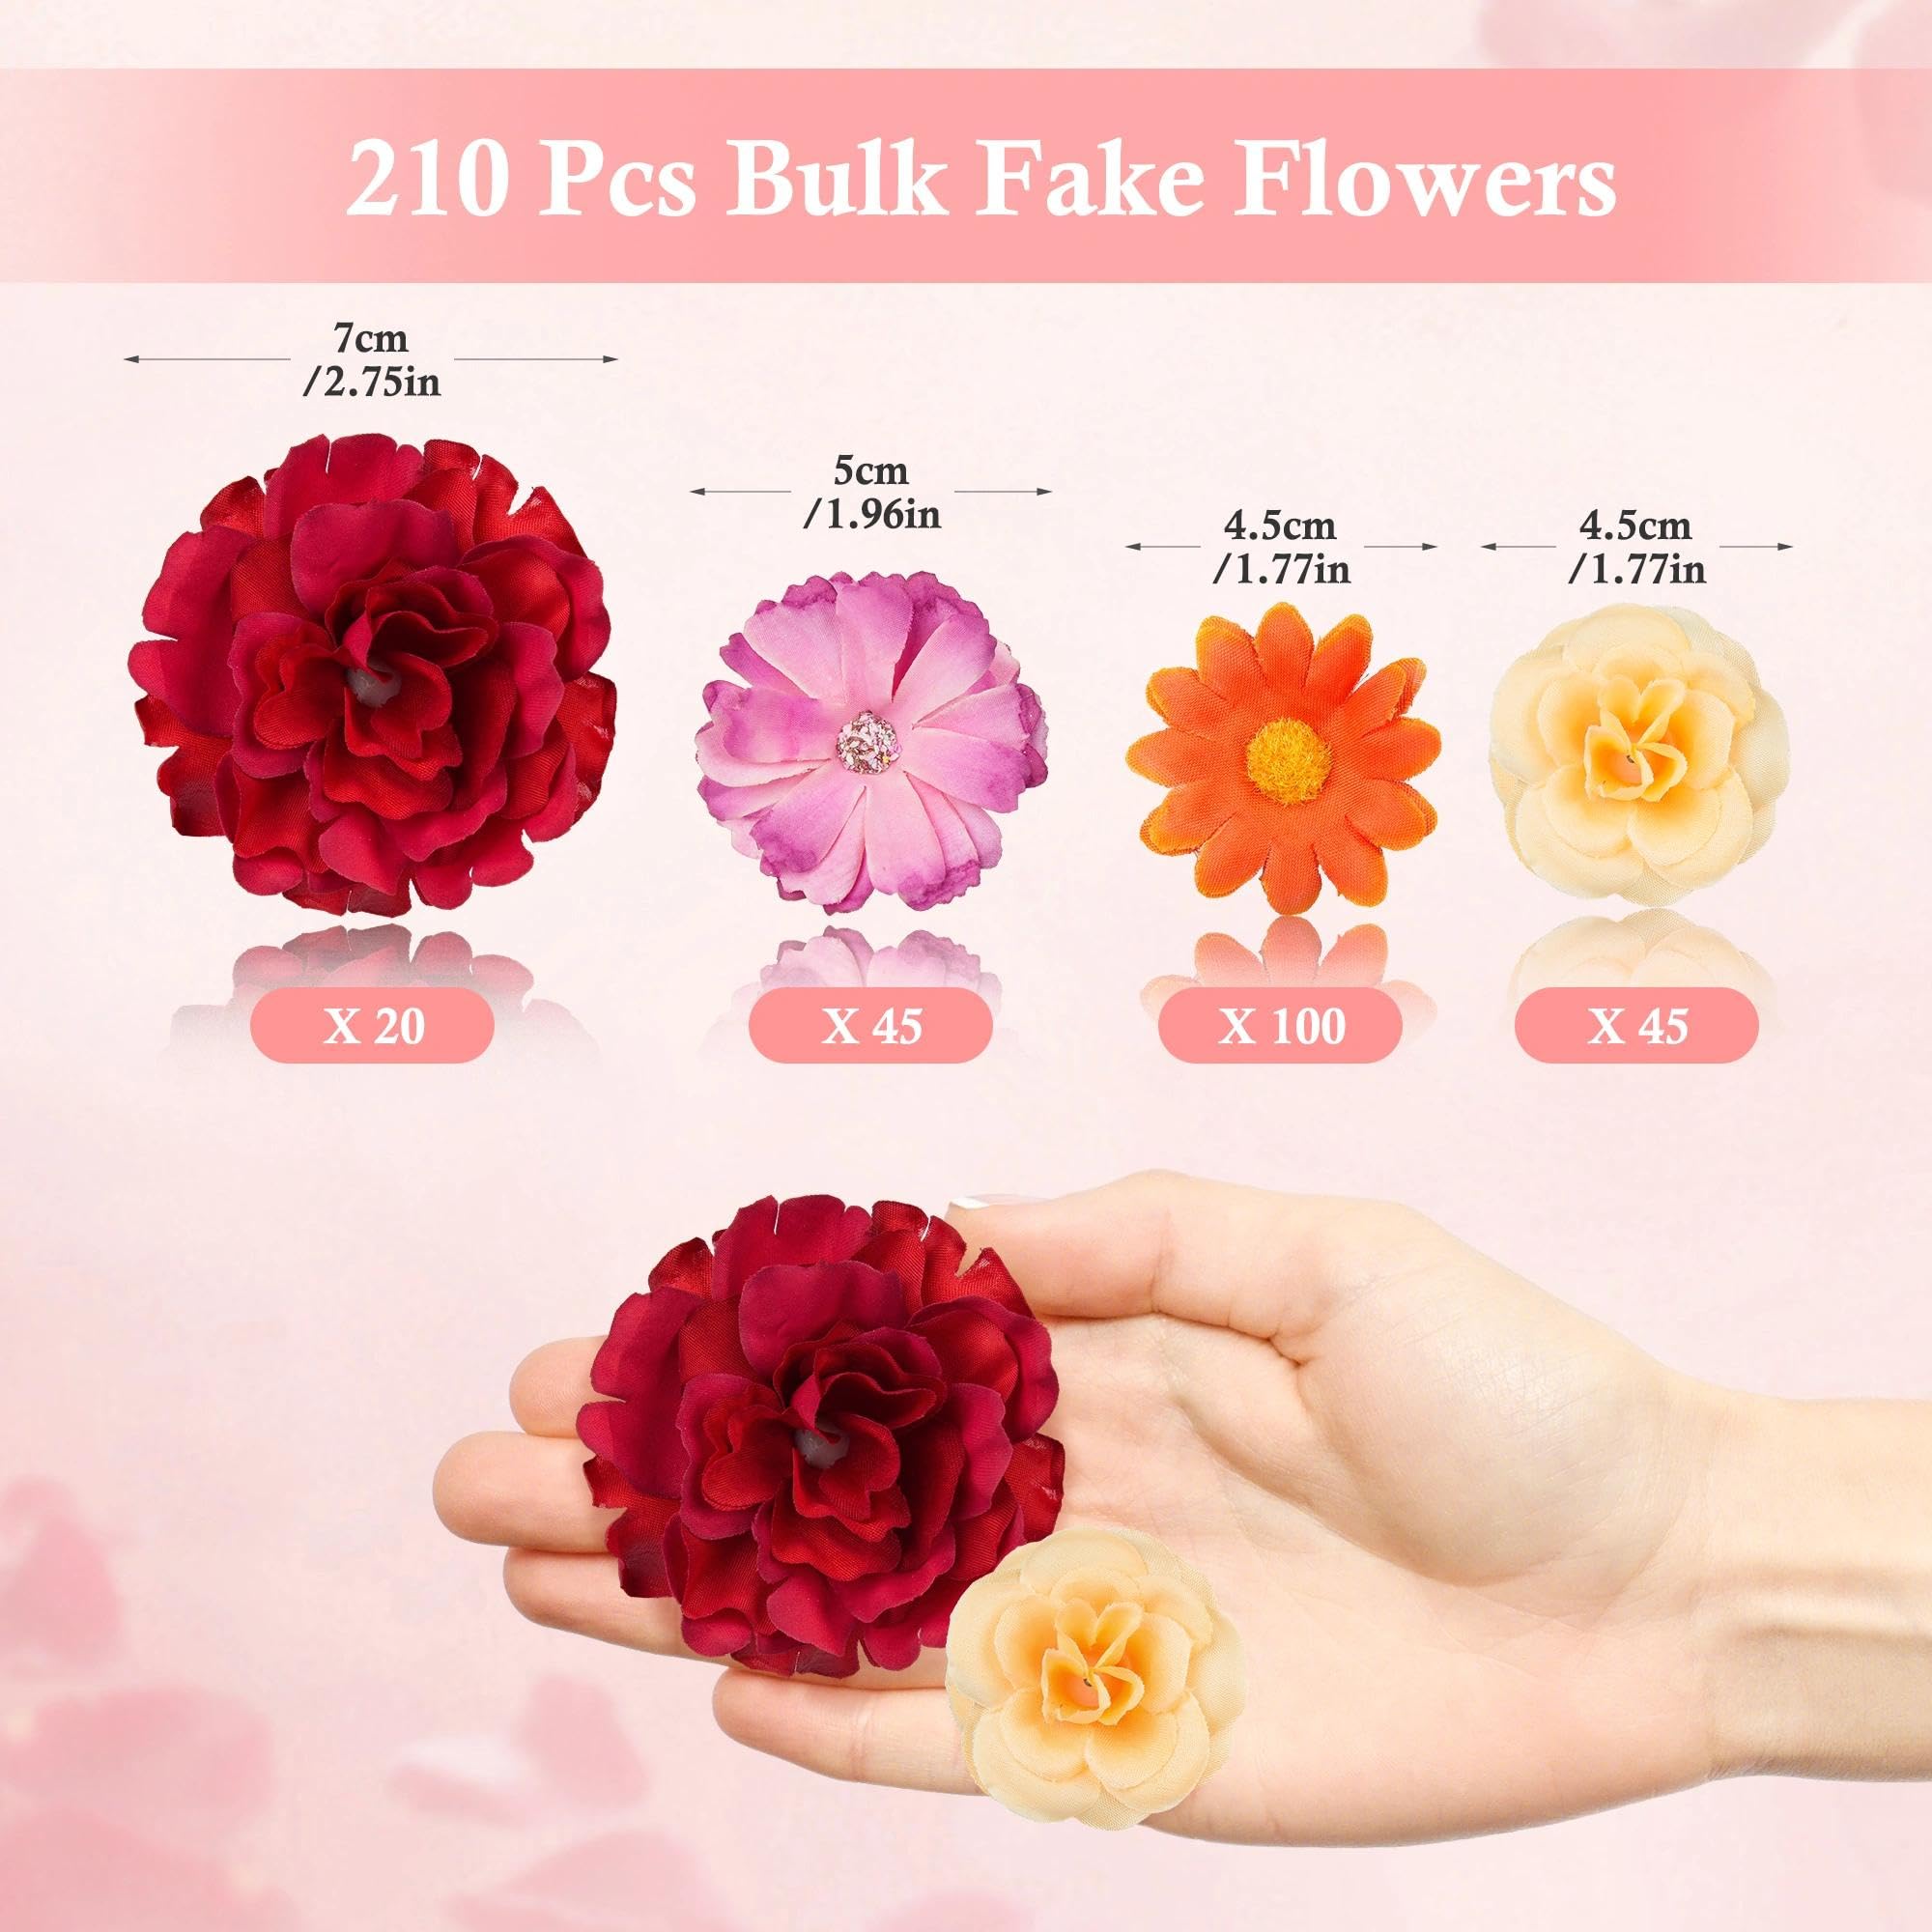 210 Pcs Bulk Fake Flowers
7cm
/2.75in
5cm
/1.96in
4.5cm
/1.77in
4.5cm
/1.77in
X 20
X 45
X 100
X 45